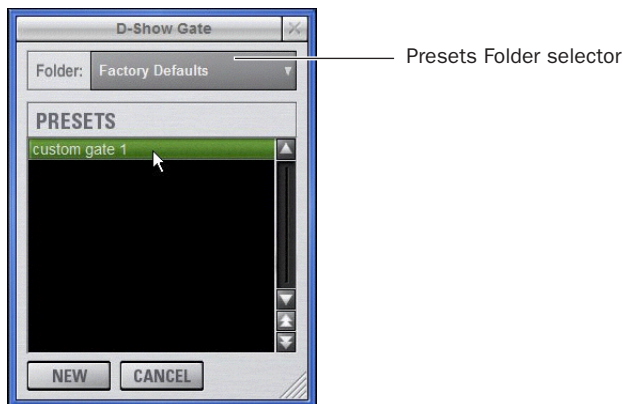 D-Show Gate
Folder: Factory Defaults
Presets Folder selector
PRESETS
custom gate 1
NEW CANCEL